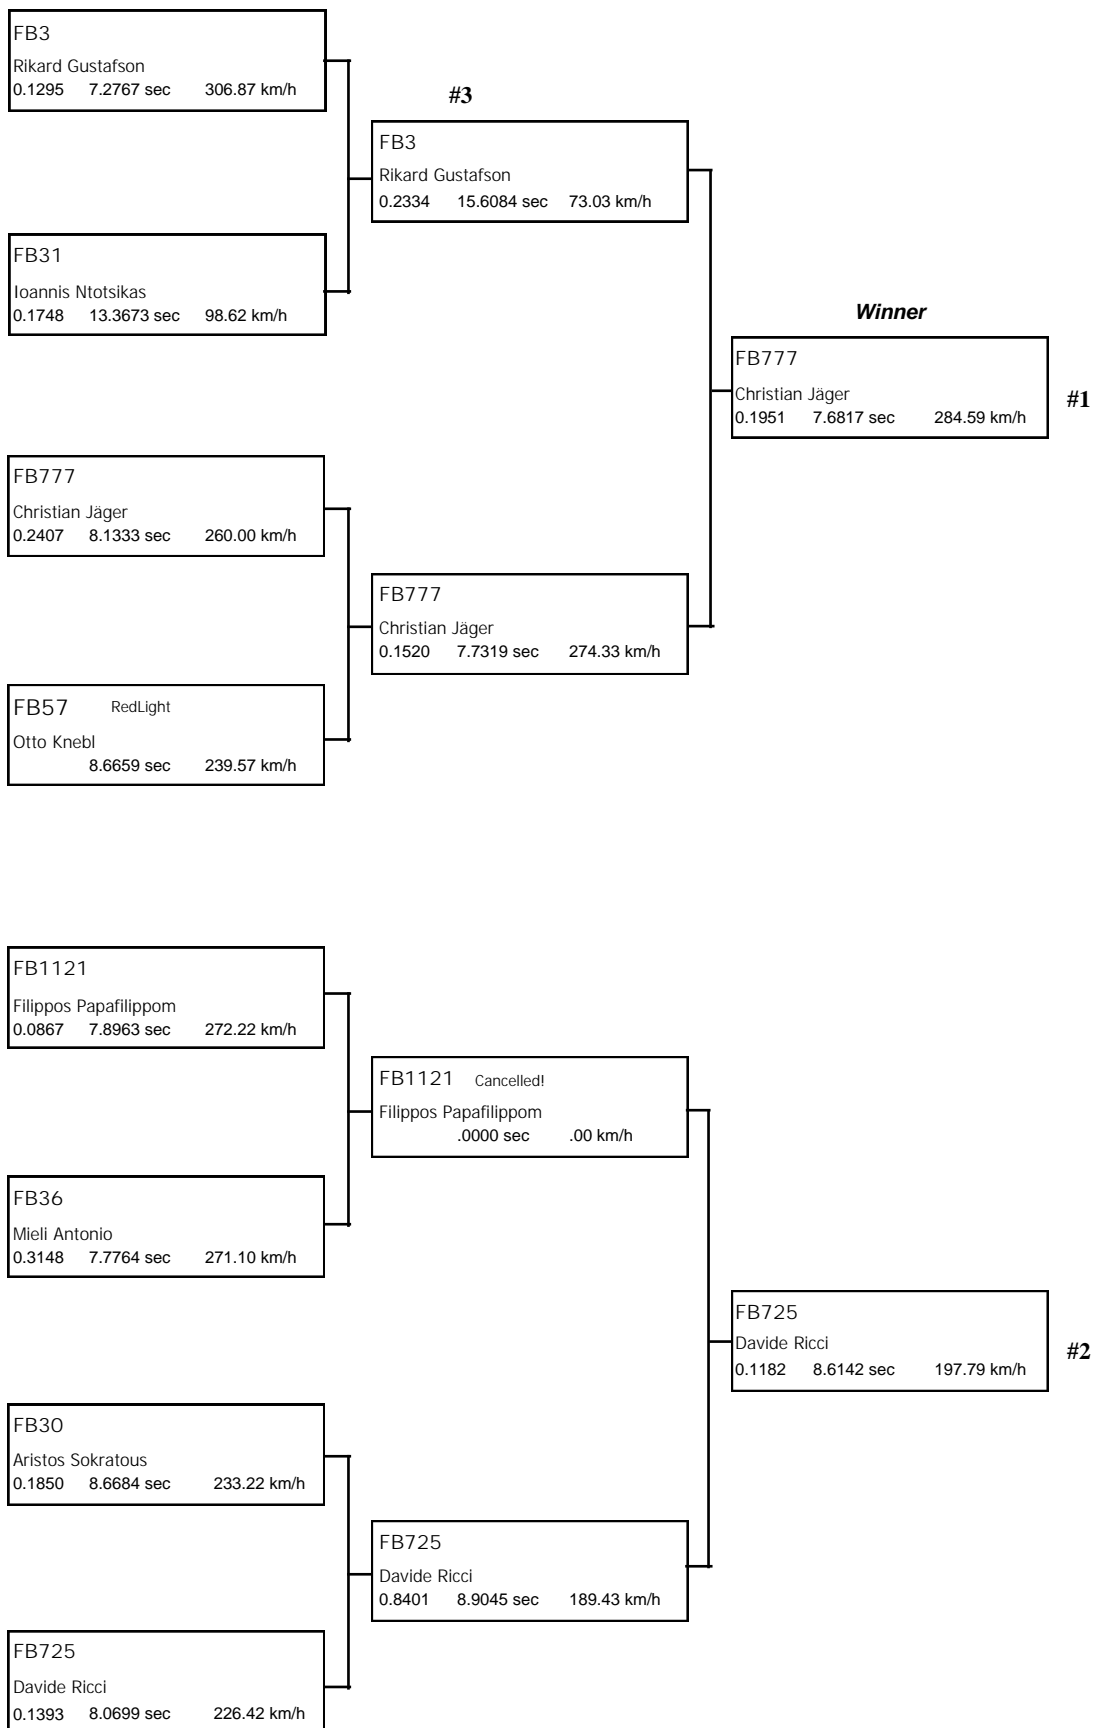 FB3
Rikard Gustafson
0.1295 7.2767 sec 306.87 km/h
#3
FB3
Rikard Gustafson
0.2334 15.6084 sec 73.03 km/h
FB31
Ioannis Ntotsikas
0.1748 13.3673 sec 98.62 km/h
Winner
FB777
Christian Jäger
0.1951 7.6817 sec 284.59 km/h
#1
FB777
Christian Jäger
0.2407 8.1333 sec 260.00 km/h
FB777
Christian Jäger
0.1520 7.7319 sec 274.33 km/h
FB57 RedLight
Otto Knebl
8.6659 sec 239.57 km/h
FB1121
Filippos Papafilippom
0.0867 7.8963 sec 272.22 km/h
FB1121 Cancelled!
Filippos Papafilippom
.0000 sec .00 km/h
FB36
Mieli Antonio
0.3148 7.7764 sec 271.10 km/h
FB725
Davide Ricci
0.1182 8.6142 sec 197.79 km/h
#2
FB30
Aristos Sokratous
0.1850 8.6684 sec 233.22 km/h
FB725
Davide Ricci
0.8401 8.9045 sec 189.43 km/h
FB725
Davide Ricci
0.1393 8.0699 sec 226.42 km/h